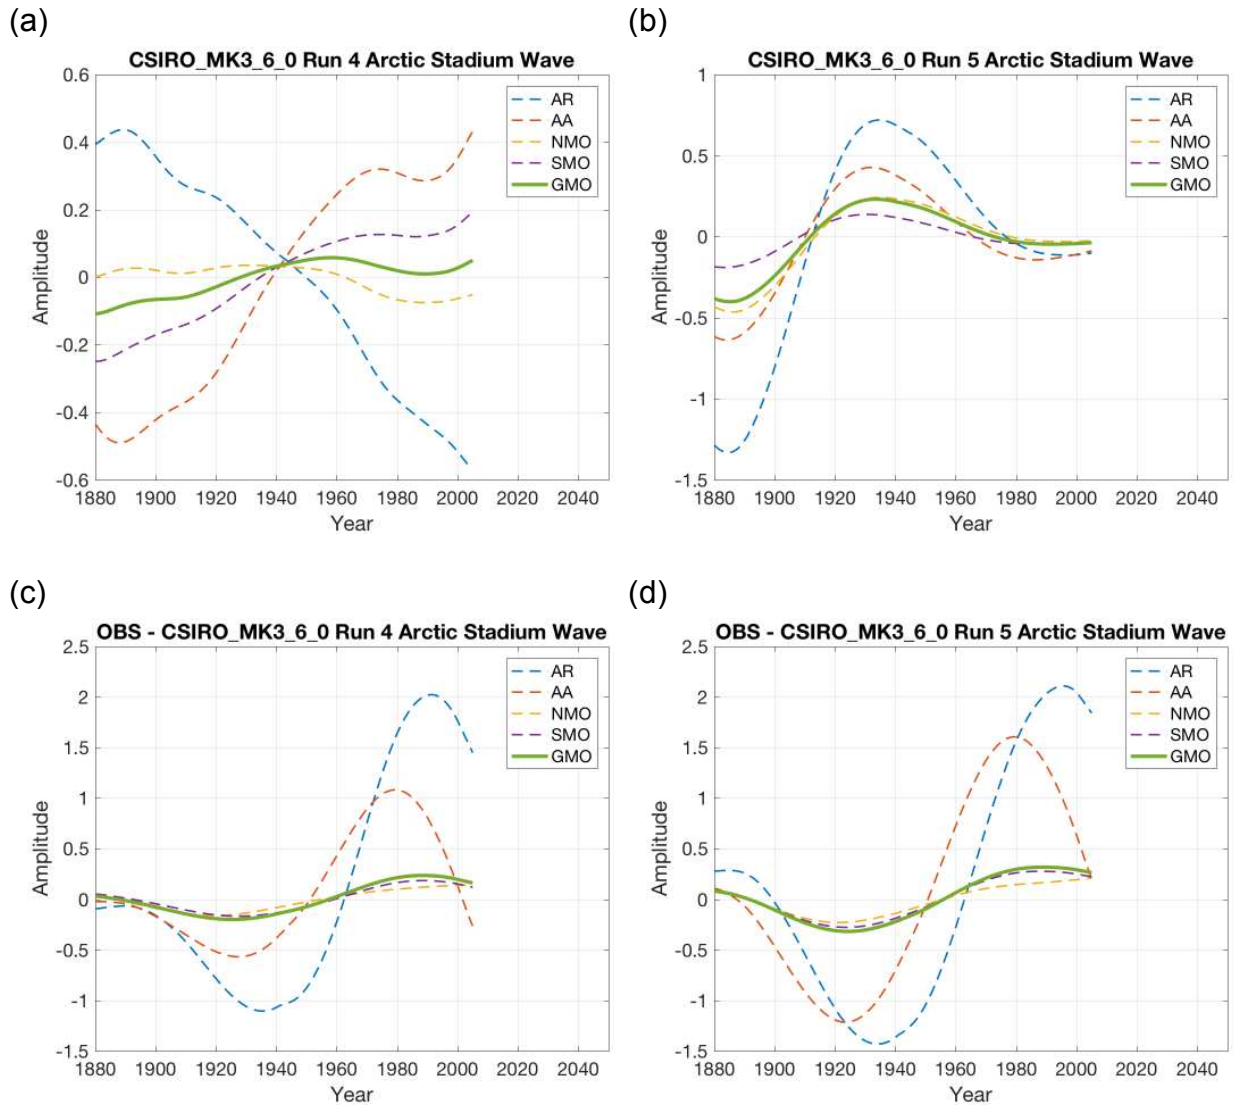 (a)
CSIRO_MK3_6_0 Run 4 Arctic Stadium Wave
0.6
0.4
0.2
0
-0.2
-0.4
-0.6
Amplitude
AR
AA
NMO
SMO
GMO
1880 1900 1920 1940 1960 1980 2000 2020 2040
Year
(b)
CSIRO_MK3_6_0 Run 5 Arctic Stadium Wave
1
0.5
0
-0.5
-1
-1.5
Amplitude
AR
AA
NMO
SMO
GMO
1880 1900 1920 1940 1960 1980 2000 2020 2040
Year
(c)
OBS - CSIRO_MK3_6_0 Run 4 Arctic Stadium Wave
2.5
2
1.5
1
0.5
0
-0.5
-1
-1.5
Amplitude
AR
AA
NMO
SMO
GMO
1880 1900 1920 1940 1960 1980 2000 2020 2040
Year
(d)
OBS - CSIRO_MK3_6_0 Run 5 Arctic Stadium Wave
2.5
2
1.5
1
0.5
0
-0.5
-1
-1.5
Amplitude
AR
AA
NMO
SMO
GMO
1880 1900 1920 1940 1960 1980 2000 2020 2040
Year